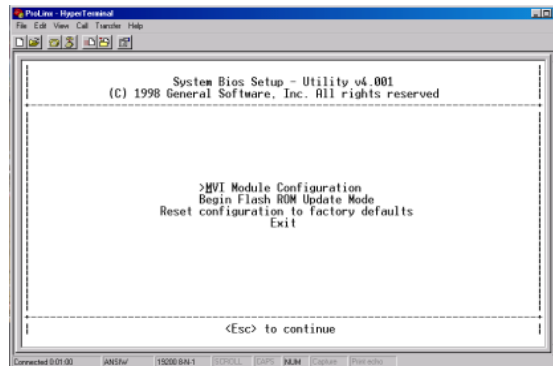 ProLinx - HyperTerminal
File Edit View Call Transfer Help
System Bios Setup - Utility v4.001
(C) 1998 General Software, Inc. All rights reserved
>MVI Module Configuration
Begin Flash ROM Update Mode
Reset configuration to factory defaults
Exit
<Esc> to continue
Connected 0:01:00 ANSIW 19200 8-N-1 SCROLL CAPS NUM Capture Print echo